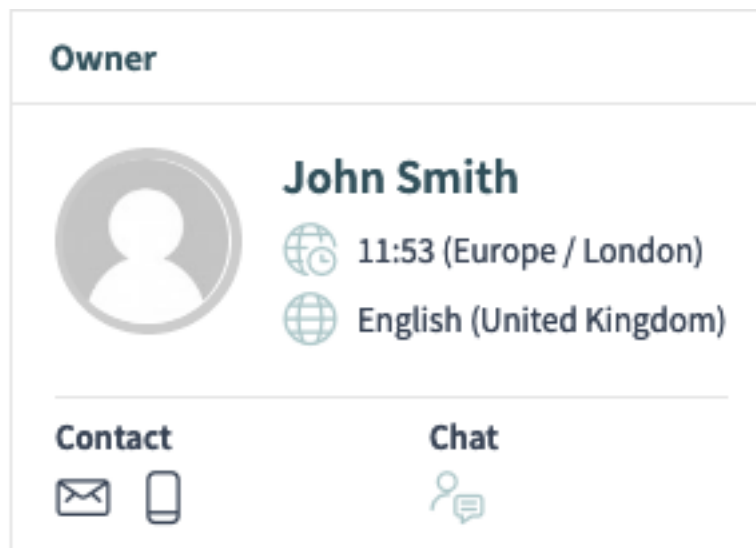 Owner
John Smith
11:53 (Europe / London)
English (United Kingdom)
Contact
Chat